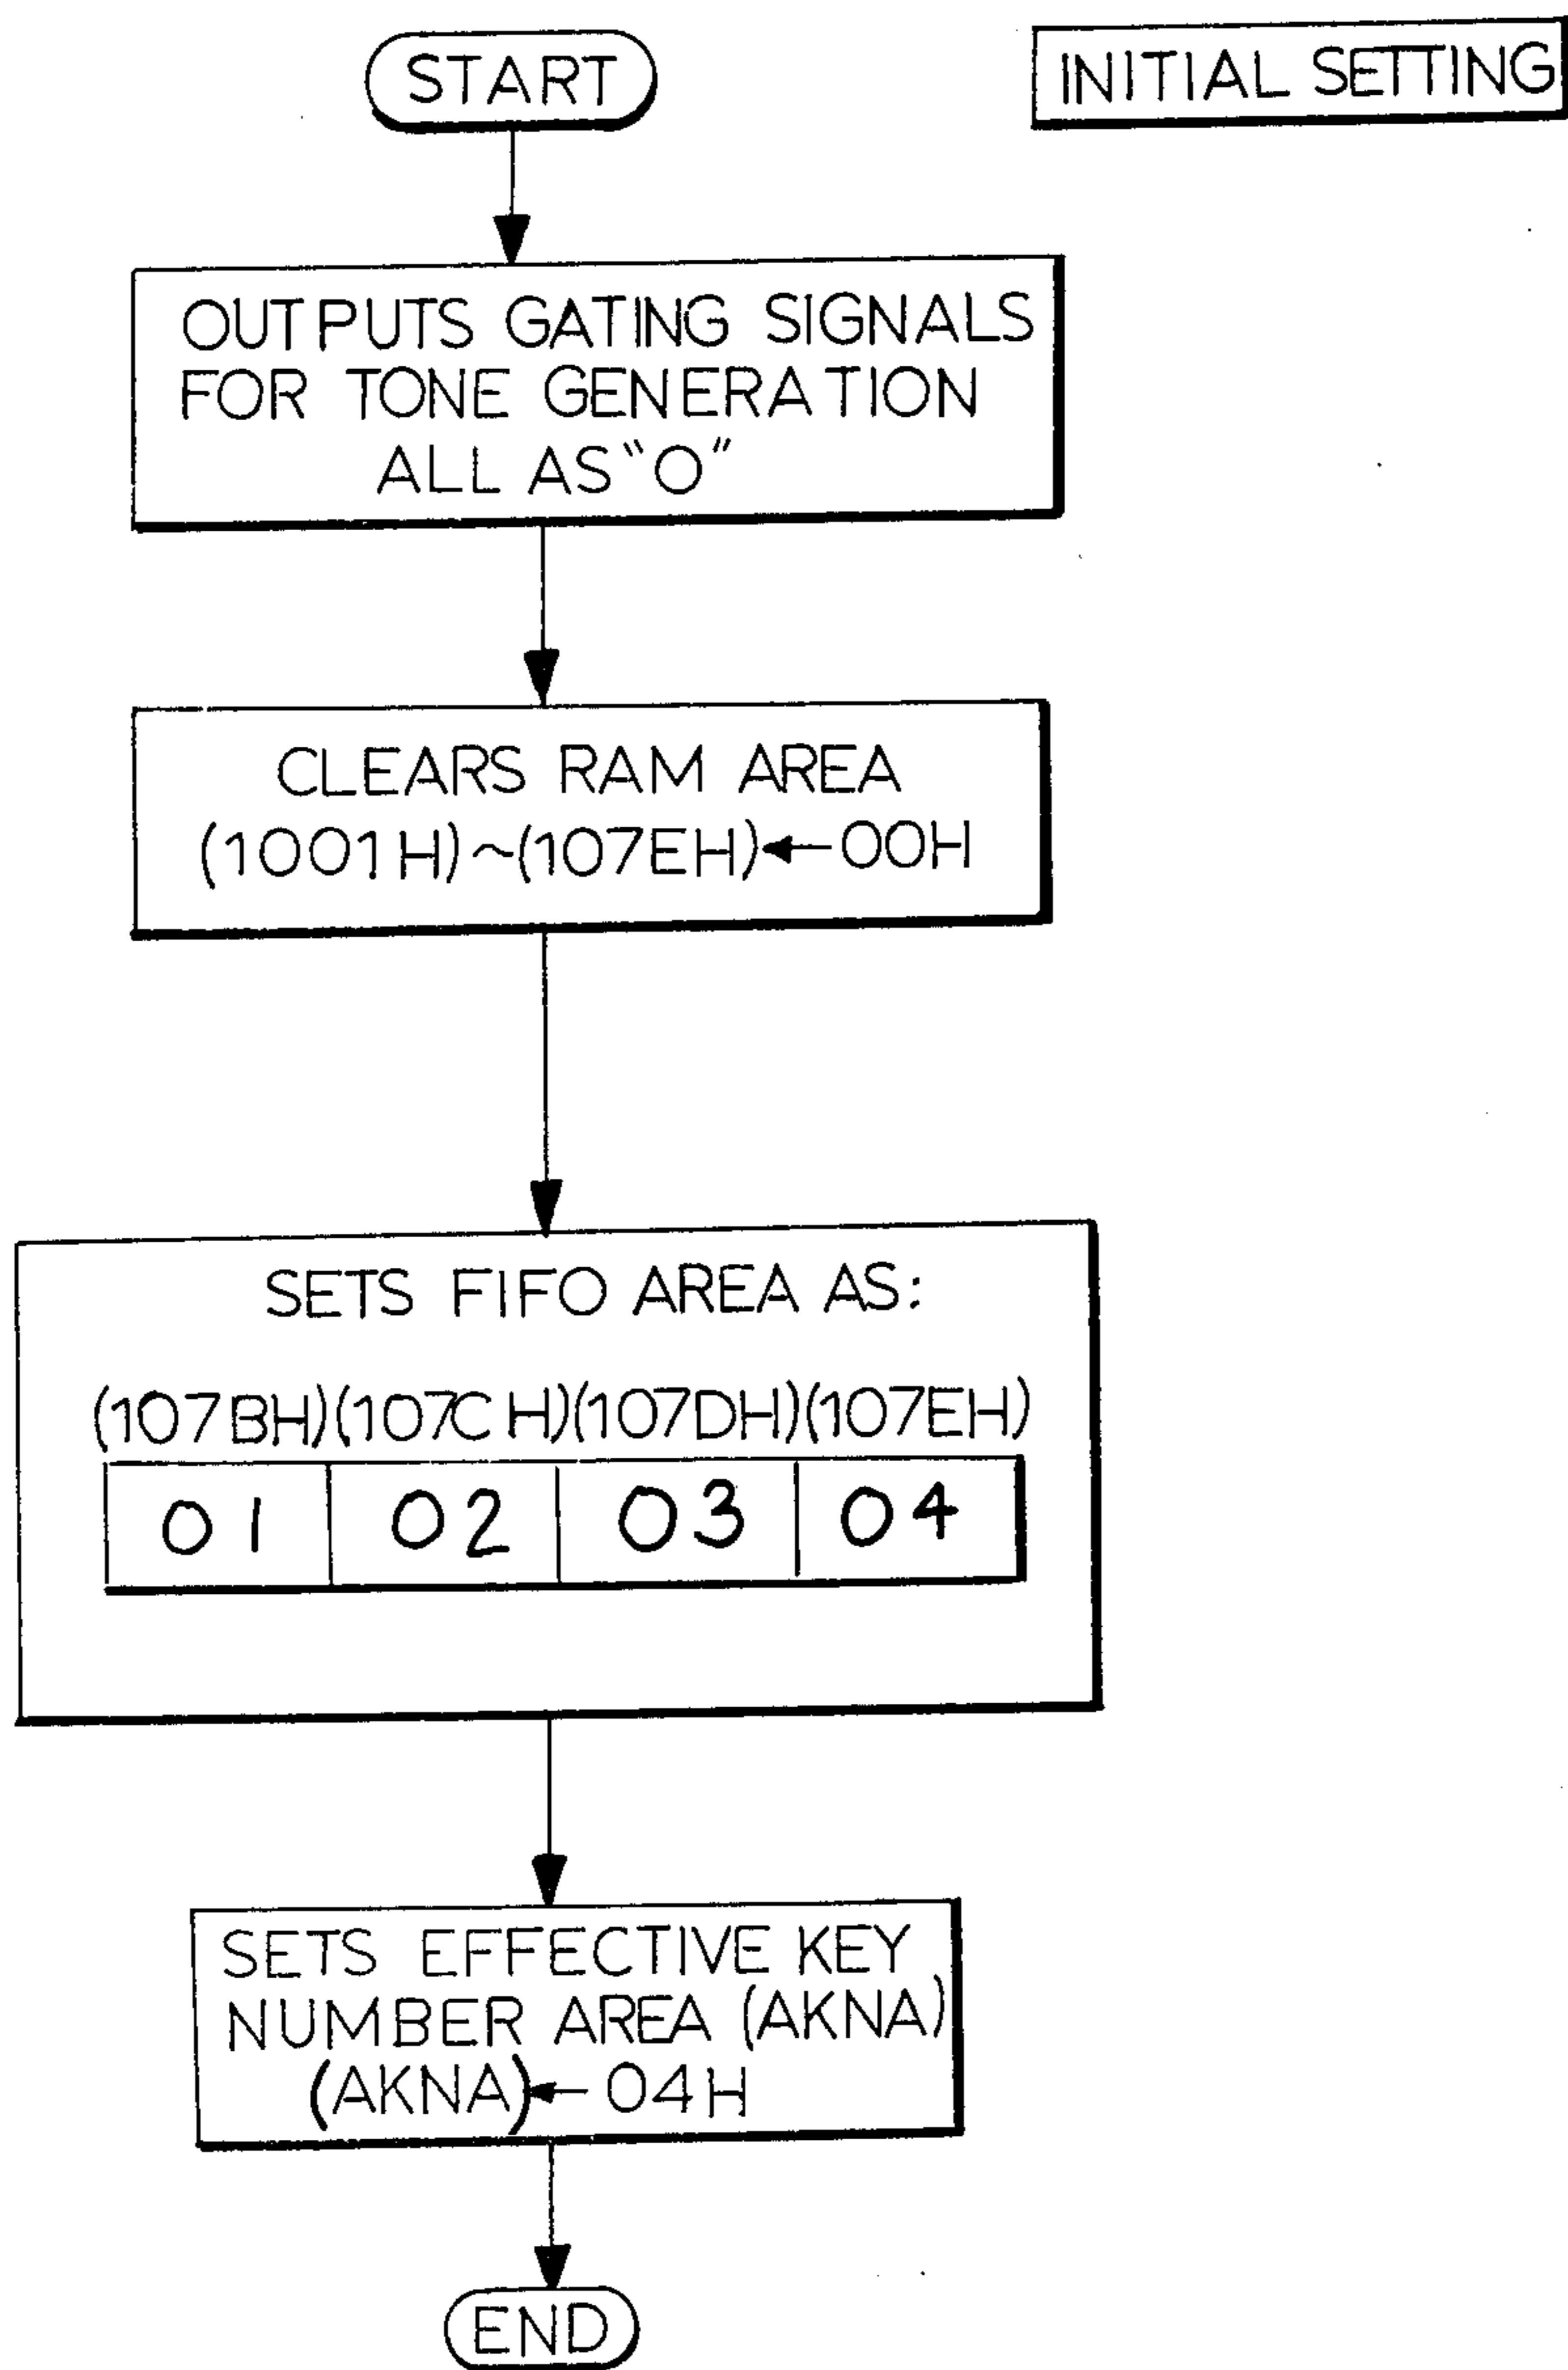 START
INITIAL SETTING
OUTPUTS GATING SIGNALS
FOR TONE GENERATION
ALL AS "0"
CLEARS RAM AREA
(1001H)~(107EH)←00H
SETS FIFO AREA AS:
(107BH)(107CH)(107DH)(107EH)
01 02 03 04
SETS EFFECTIVE KEY
NUMBER AREA (AKNA)
(AKNA)←04H
END